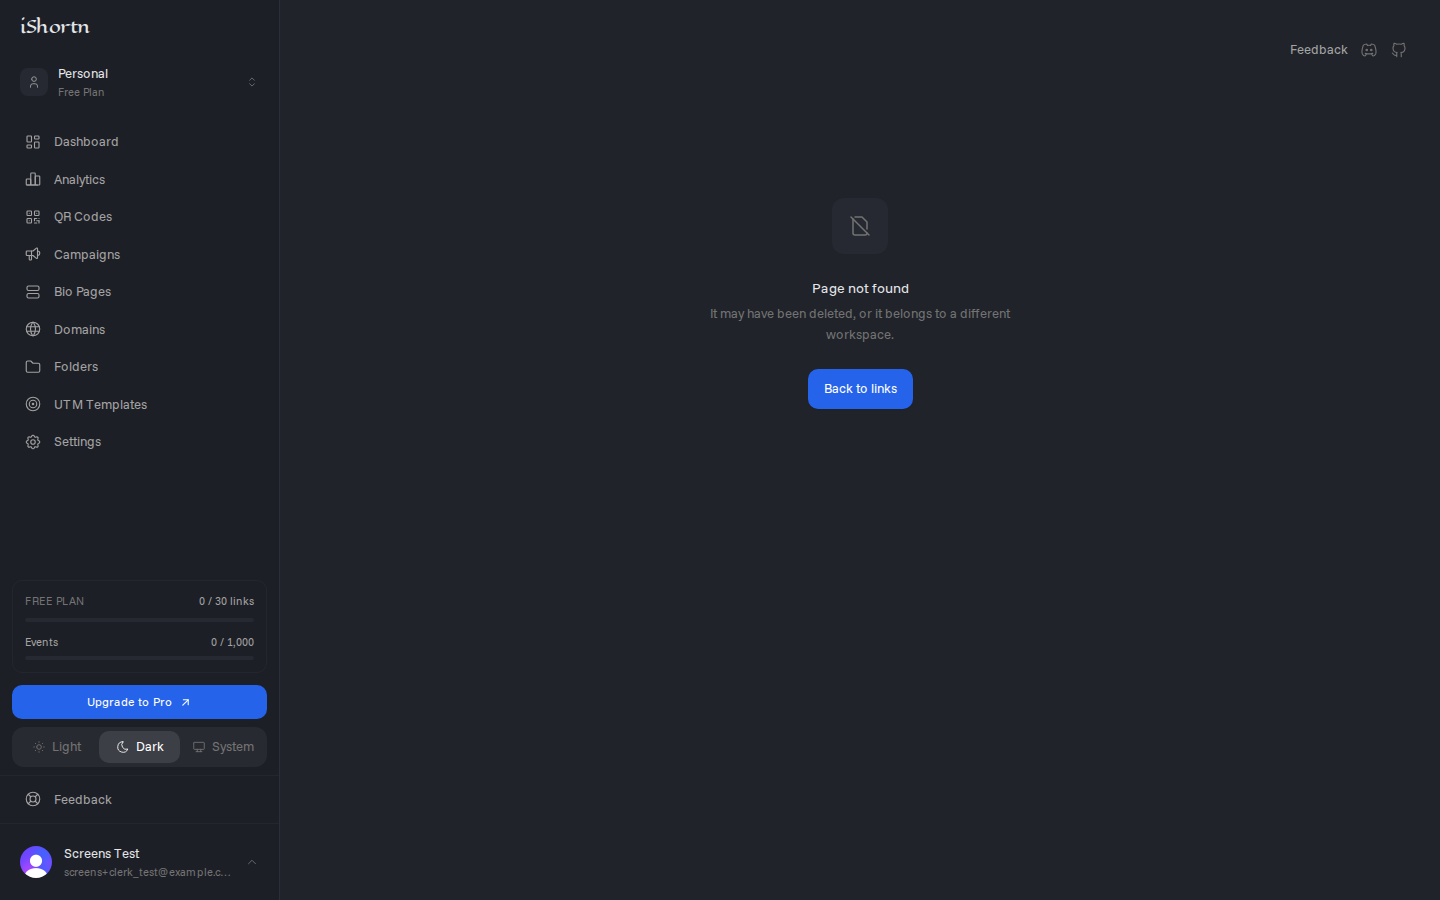 iShortn
Personal
Free Plan
Dashboard
Analytics
QR Codes
Campaigns
Bio Pages
Domains
Folders
UTM Templates
Settings
FREE PLAN 0 / 30 links
Events 0 / 1,000
Upgrade to Pro
Light Dark System
Feedback
Screens Test
screens+clerk_test@example.c...
Feedback
Page not found
It may have been deleted, or it belongs to a different
workspace.
Back to links